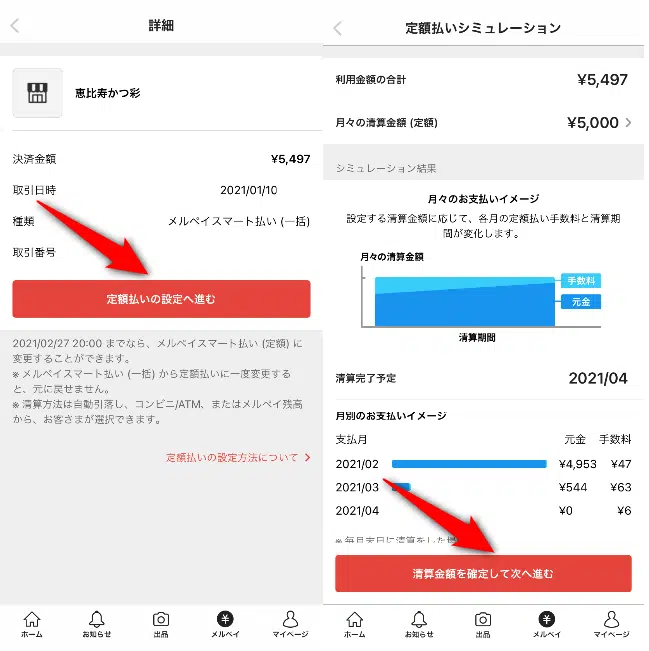 詳細
恵比寿かつ彩
決済金額 ¥5,497
取引日時 2021/01/10
種類 メルペイスマート払い (一括)
取引番号
定額払いの設定へ進む
2021/02/27 20:00 までなら、メルペイスマート払い (定額) に
変更することができます。
※ メルペイスマート払い (一括) から定額払いに一度変更する
と、元に戻せません。
※ 清算方法は自動引落し、コンビニ/ATM、またはメルペイ残高
から、お客さまが選択できます。
定額払いの設定方法について
ホーム お知らせ 出品 メルペイ マイページ
定額払いシミュレーション
利用金額の合計 ¥5,497
月々の清算金額 (定額) ¥5,000
シミュレーション結果
月々のお支払いイメージ
設定する清算金額に応じて、各月の定額払い手数料と清算期
間が変化します。
月々の清算金額
手数料
元金
清算期間
清算完了予定 2021/04
月別のお支払いイメージ
支払月 元金 手数料
2021/02 ¥4,953 ¥47
2021/03 ¥544 ¥63
2021/04 ¥0 ¥6
※ 毎月末日に清算をした場
清算金額を確定して次へ進む
ホーム お知らせ 出品 メルペイ マイページ